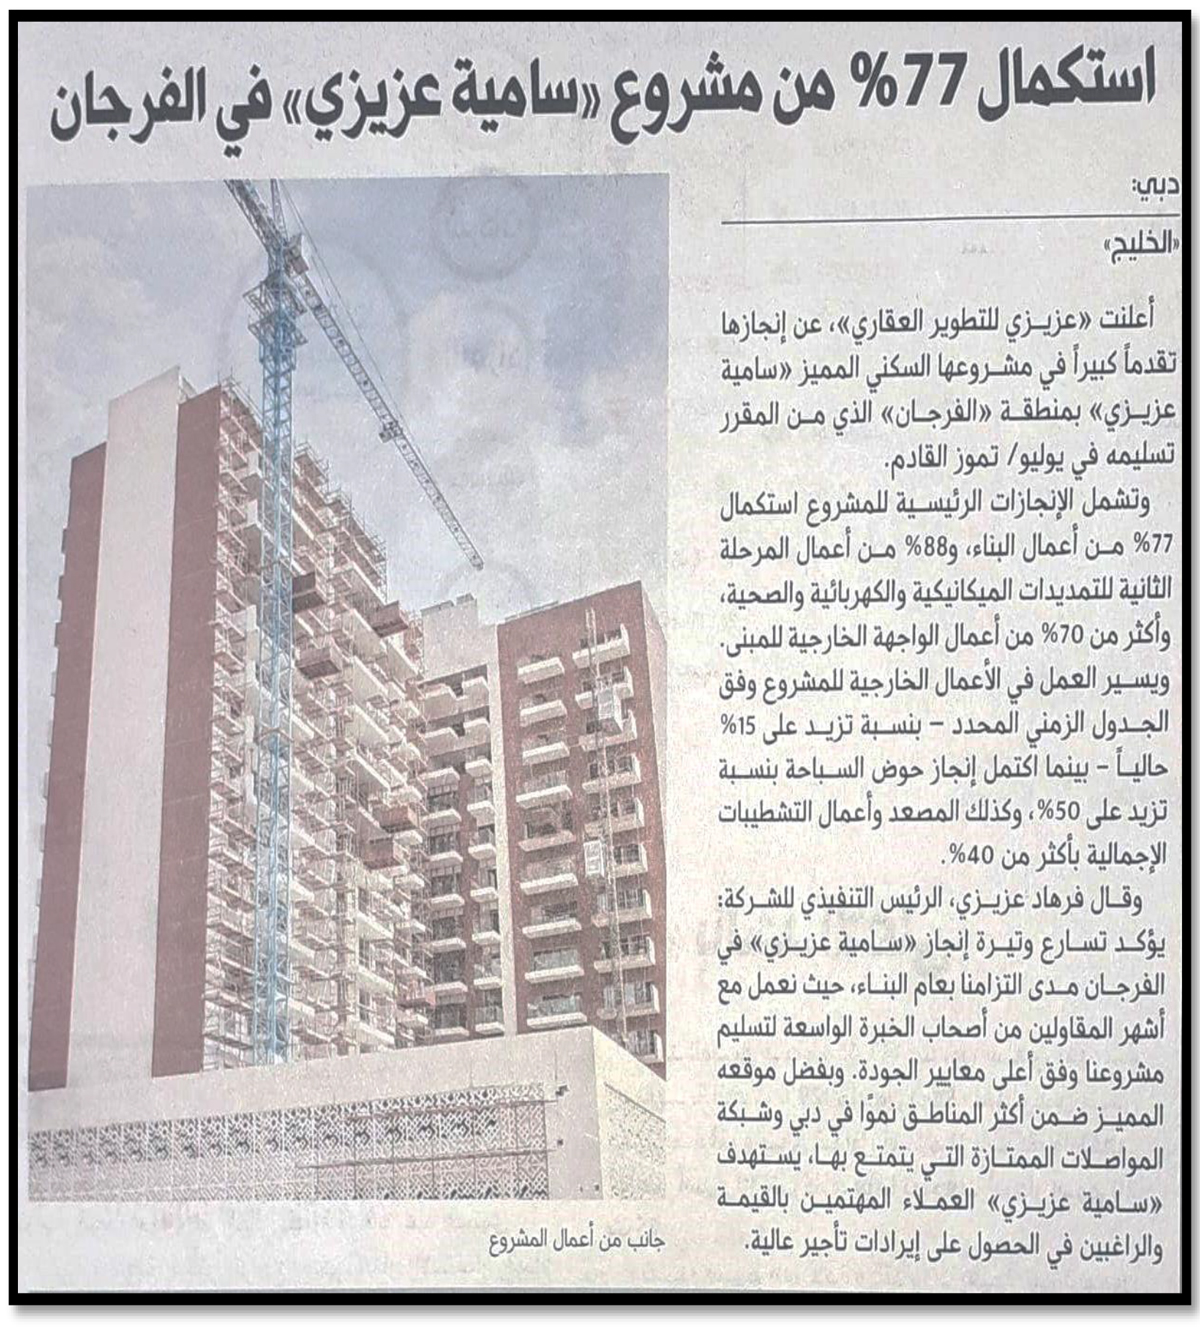 استكمال 77% من مشروع «سامية عزيزي» في الفرجان
دبي:
«الخليج»
أعلنت «عزيزي للتطوير العقاري»، عن إنجازها
تقدماً كبيراً في مشروعها السكني المميز «سامية
عزيزي» بمنطقة «الفرجان» الذي من المقرر
تسليمه في يوليو/ تموز القادم.
وتشمل الإنجازات الرئيسية للمشروع استكمال
77% من أعمال البناء، و88% من أعمال المرحلة
الثانية للتمديدات الميكانيكية والكهربائية والصحية،
وأكثر من 70% من أعمال الواجهة الخارجية للمبنى.
ويسير العمل في الأعمال الخارجية للمشروع وفق
الجدول الزمني المحدد – بنسبة تزيد على 15%
حالياً – بينما اكتمل إنجاز حوض السباحة بنسبة
تزيد على 50%، وكذلك المصعد وأعمال التشطيبات
الإجمالية بأكثر من 40%.
وقال فرهاد عزيزي، الرئيس التنفيذي للشركة:
يؤكد تسارع وتيرة إنجاز «سامية عزيزي» في
الفرجان مدى التزامنا بعام البناء، حيث نعمل مع
أشهر المقاولين من أصحاب الخبرة الواسعة لتسليم
مشروعنا وفق أعلى معايير الجودة. وبفضل موقعه
المميز ضمن أكثر المناطق نموًا في دبي وشبكة
المواصلات الممتازة التي يتمتع بها، يستهدف
«سامية عزيزي» العملاء المهتمين بالقيمة
والراغبين في الحصول على إيرادات تأجير عالية.
جانب من أعمال المشروع